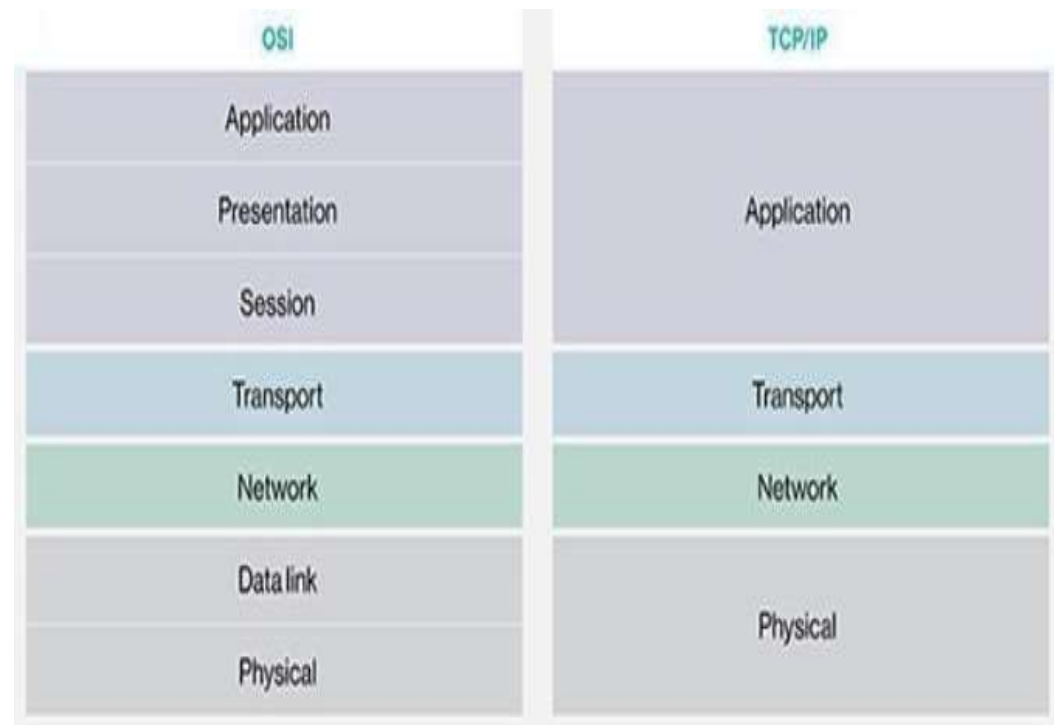 OSI
Application
Presentation
Session
Transport
Network
Data link
Physical
TCP/IP
Application
Transport
Network
Physical